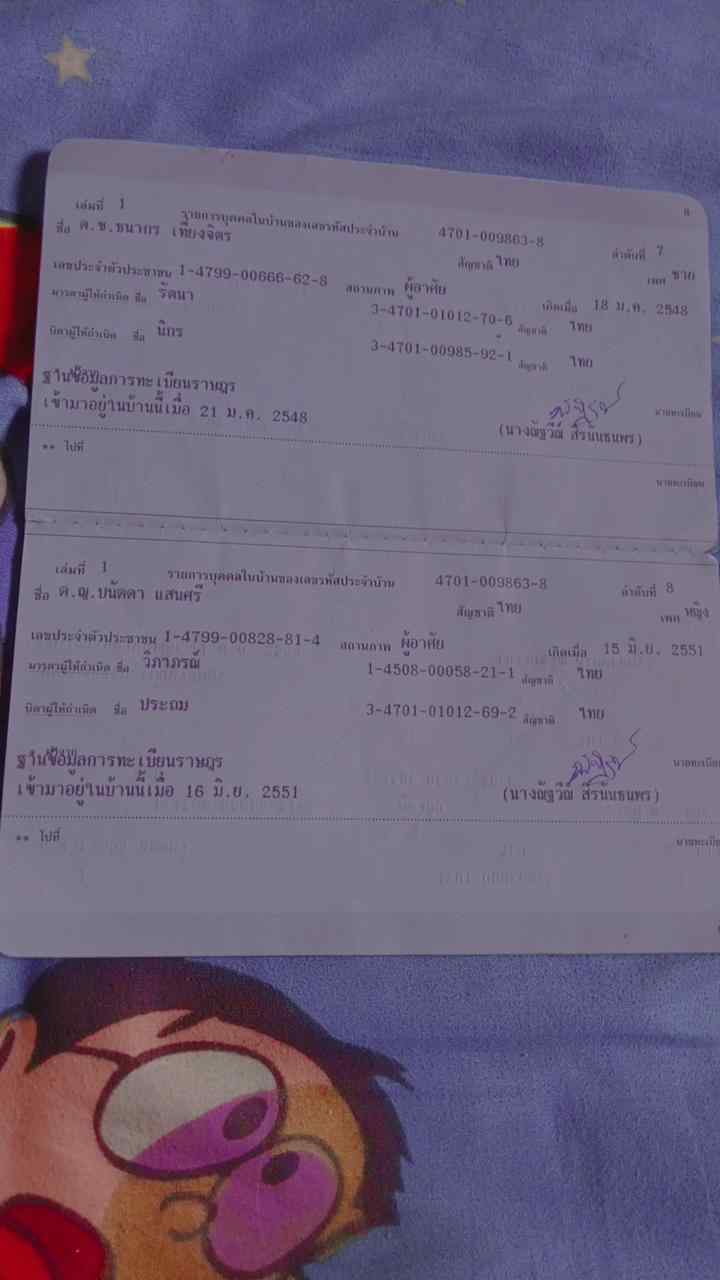 ๗
เล่มที่ 1 รายการบุคคลในบ้านของเลขรหัสประจำบ้าน 4701-009863-8 ลำดับที่ 7
ชื่อ ด.ช.ธนากร เที่ยงจิตร สัญชาติ ไทย เพศ ชาย
เลขประจำตัวประชาชน 1-4799-00666-62-8 สถานภาพ ผู้อาศัย เกิดเมื่อ 18 ม.ค. 2548
มารดาผู้ให้กำเนิด ชื่อ รัตนา 3-4701-01012-70-6 สัญชาติ ไทย
บิดาผู้ให้กำเนิด ชื่อ นิกร 3-4701-00985-92-1 สัญชาติ ไทย
ฐานข้อมูลการทะเบียนราษฎร
เข้ามาอยู่ในบ้านนี้เมื่อ 21 ม.ค. 2548 นายทะเบียน
(นางณัฐวีณ์ สิรนันธนพร)
** ไปที่
นายทะเบียน
เล่มที่ 1 รายการบุคคลในบ้านของเลขรหัสประจำบ้าน 4701-009863-8 ลำดับที่ 8
ชื่อ ด.ญ.ปนัดดา แสนศรี สัญชาติ ไทย เพศ หญิง
เลขประจำตัวประชาชน 1-4799-00828-81-4 สถานภาพ ผู้อาศัย เกิดเมื่อ 15 มิ.ย. 2551
มารดาผู้ให้กำเนิด ชื่อ วิภาภรณ์ 1-4508-00058-21-1 สัญชาติ ไทย
บิดาผู้ให้กำเนิด ชื่อ ประถม 3-4701-01012-69-2 สัญชาติ ไทย
ฐานข้อมูลการทะเบียนราษฎร นายทะเบียน
เข้ามาอยู่ในบ้านนี้เมื่อ 16 มิ.ย. 2551 (นางณัฐวีณ์ สิรนันธนพร)
** ไปที่ นายทะเบียน